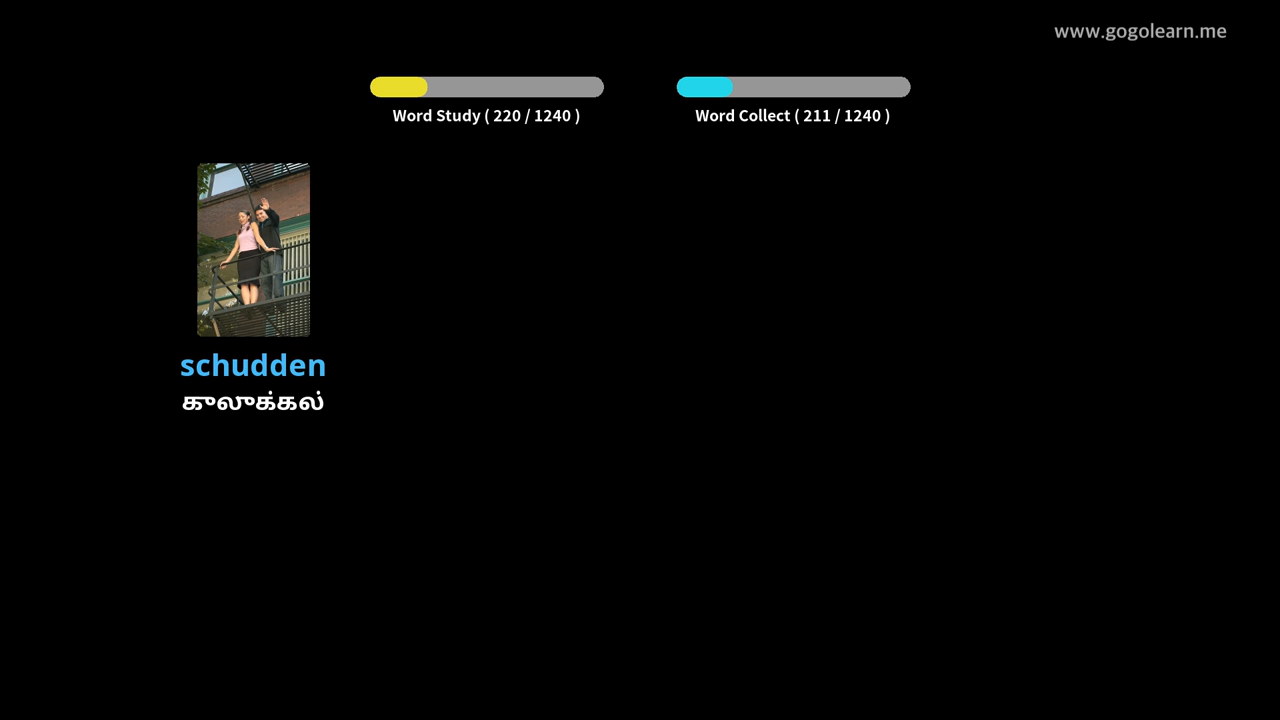 www.gogolearn.me
Word Study ( 220 / 1240 )
Word Collect ( 211 / 1240 )
schudden
குலுக்கல்